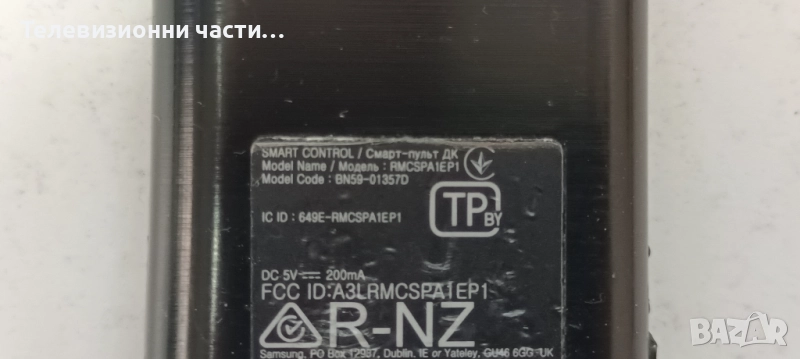 телевизионни части...
SMART CONTROL / Смарт-пульт ДК
Model Name / Модель : RMCSPA1EP1
Model Code : BN59-01357D
IC ID : 649E-RMCSPA1EP1
TP BY
DC 5V⎓ 200mA
FCC ID:A3LRMCSPA1EP1
R-NZ
Samsung, PO Box 12987, Dublin. IE or Yateley, GU46 6GG -UK
BAZAR